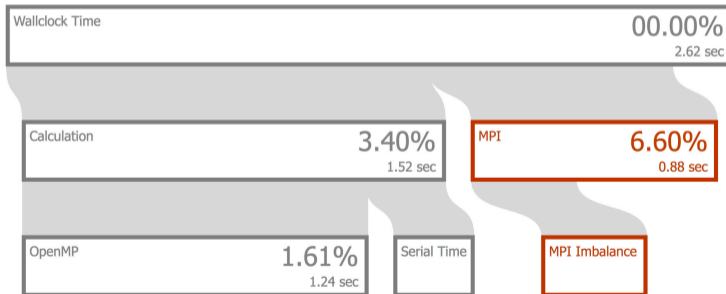 Wallclock Time
00.00%
2.62 sec
Calculation
3.40%
1.52 sec
MPI
6.60%
0.88 sec
OpenMP
1.61%
1.24 sec
Serial Time
MPI Imbalance